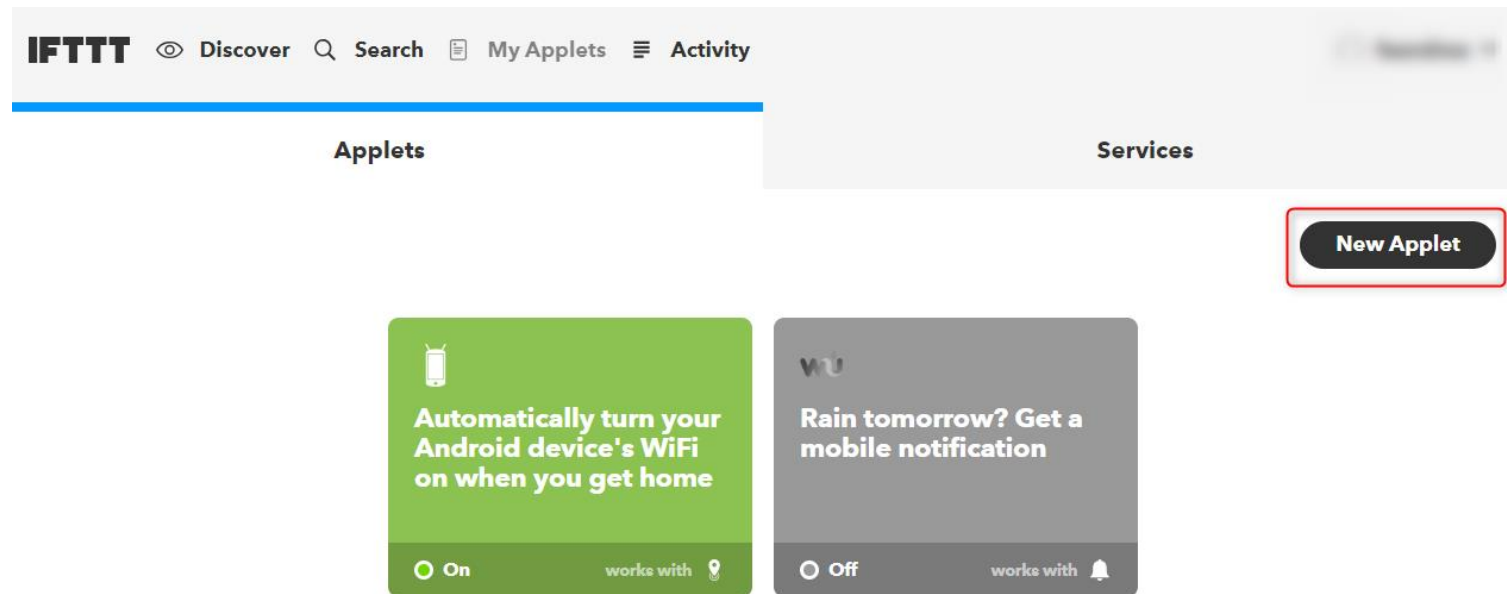 IFTTT Discover Search My Applets Activity
Applets Services
New Applet
Automatically turn your
Android device's WiFi
on when you get home
On works with
wu
Rain tomorrow? Get a
mobile notification
Off works with